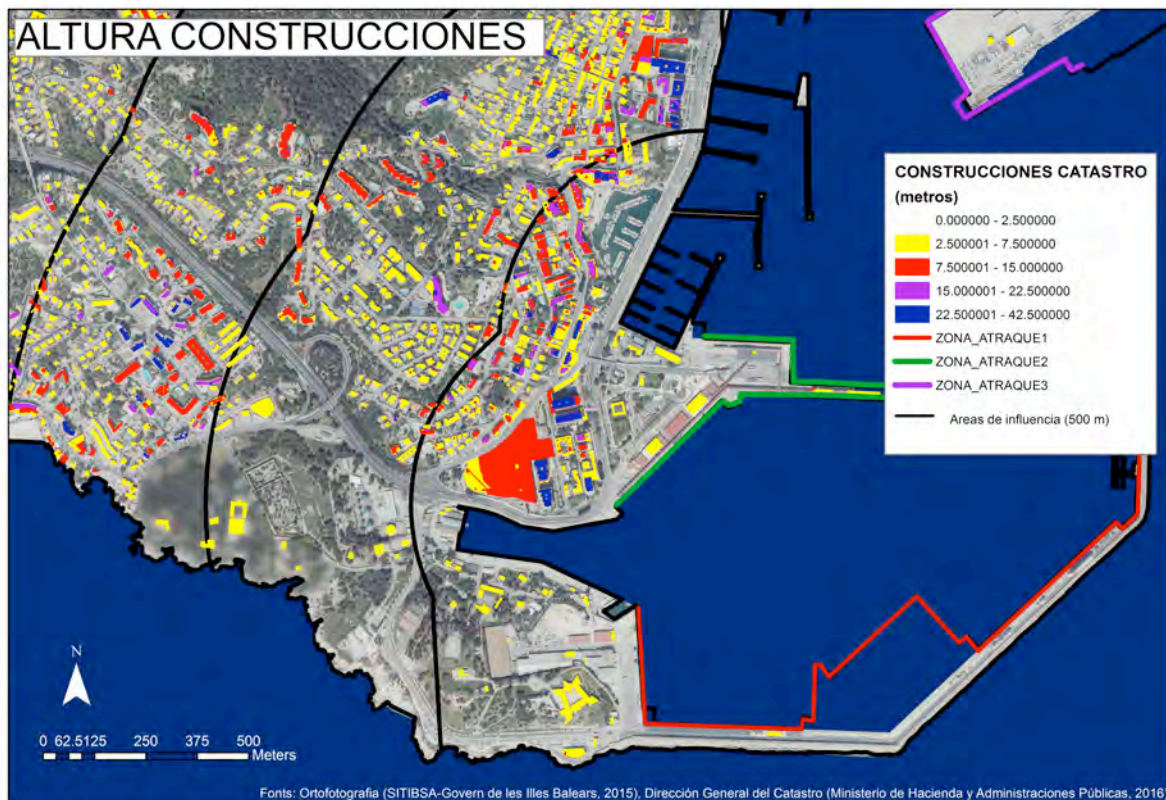 ALTURA CONSTRUCCIONES
CONSTRUCCIONES CATASTRO
(metros)
0.000000 - 2.500000
2.500001 - 7.500000
7.500001 - 15.000000
15.000001 - 22.500000
22.500001 - 42.500000
ZONA_ATRAQUE1
ZONA_ATRAQUE2
ZONA_ATRAQUE3
Areas de influencia (500 m)
N
0 62.5125 250 375 500
Meters
Fonts: Ortofotografia (SITIBSA-Govern de les Illes Balears, 2015), Dirección General del Catastro (Ministerio de Hacienda y Administraciones Públicas, 2016